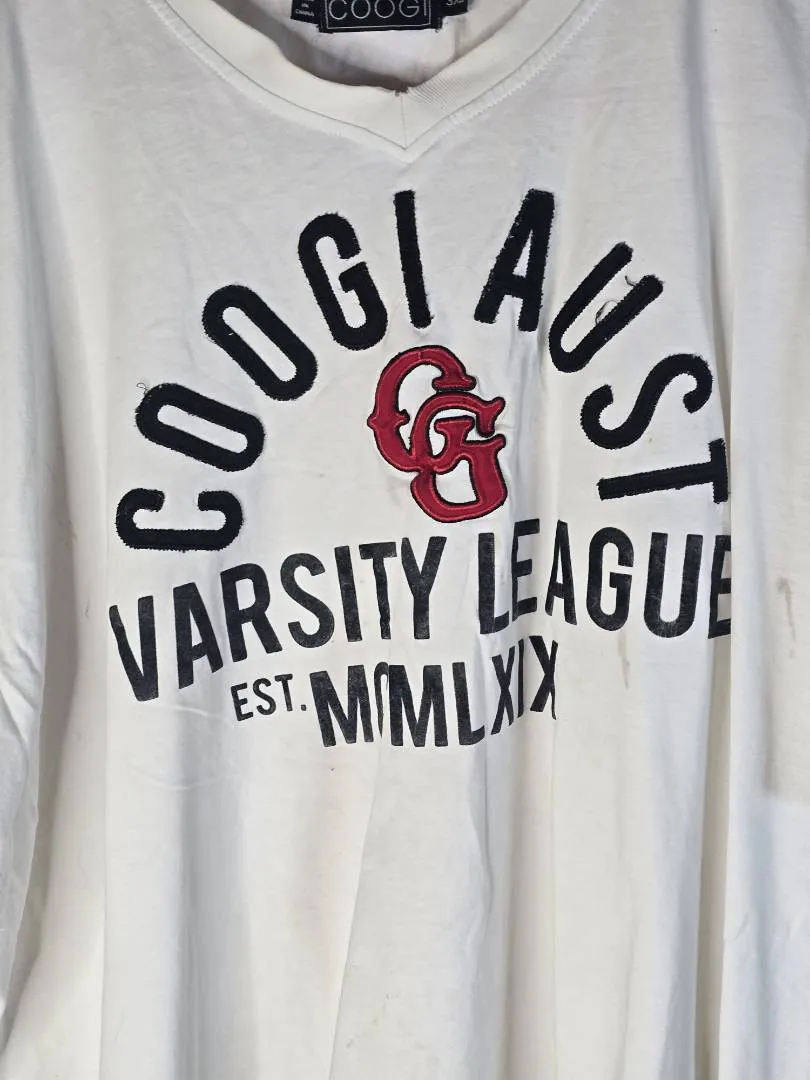 COOGI
COOGI AUST
CG
VARSITY LEAGUE
EST. MCMLXIX